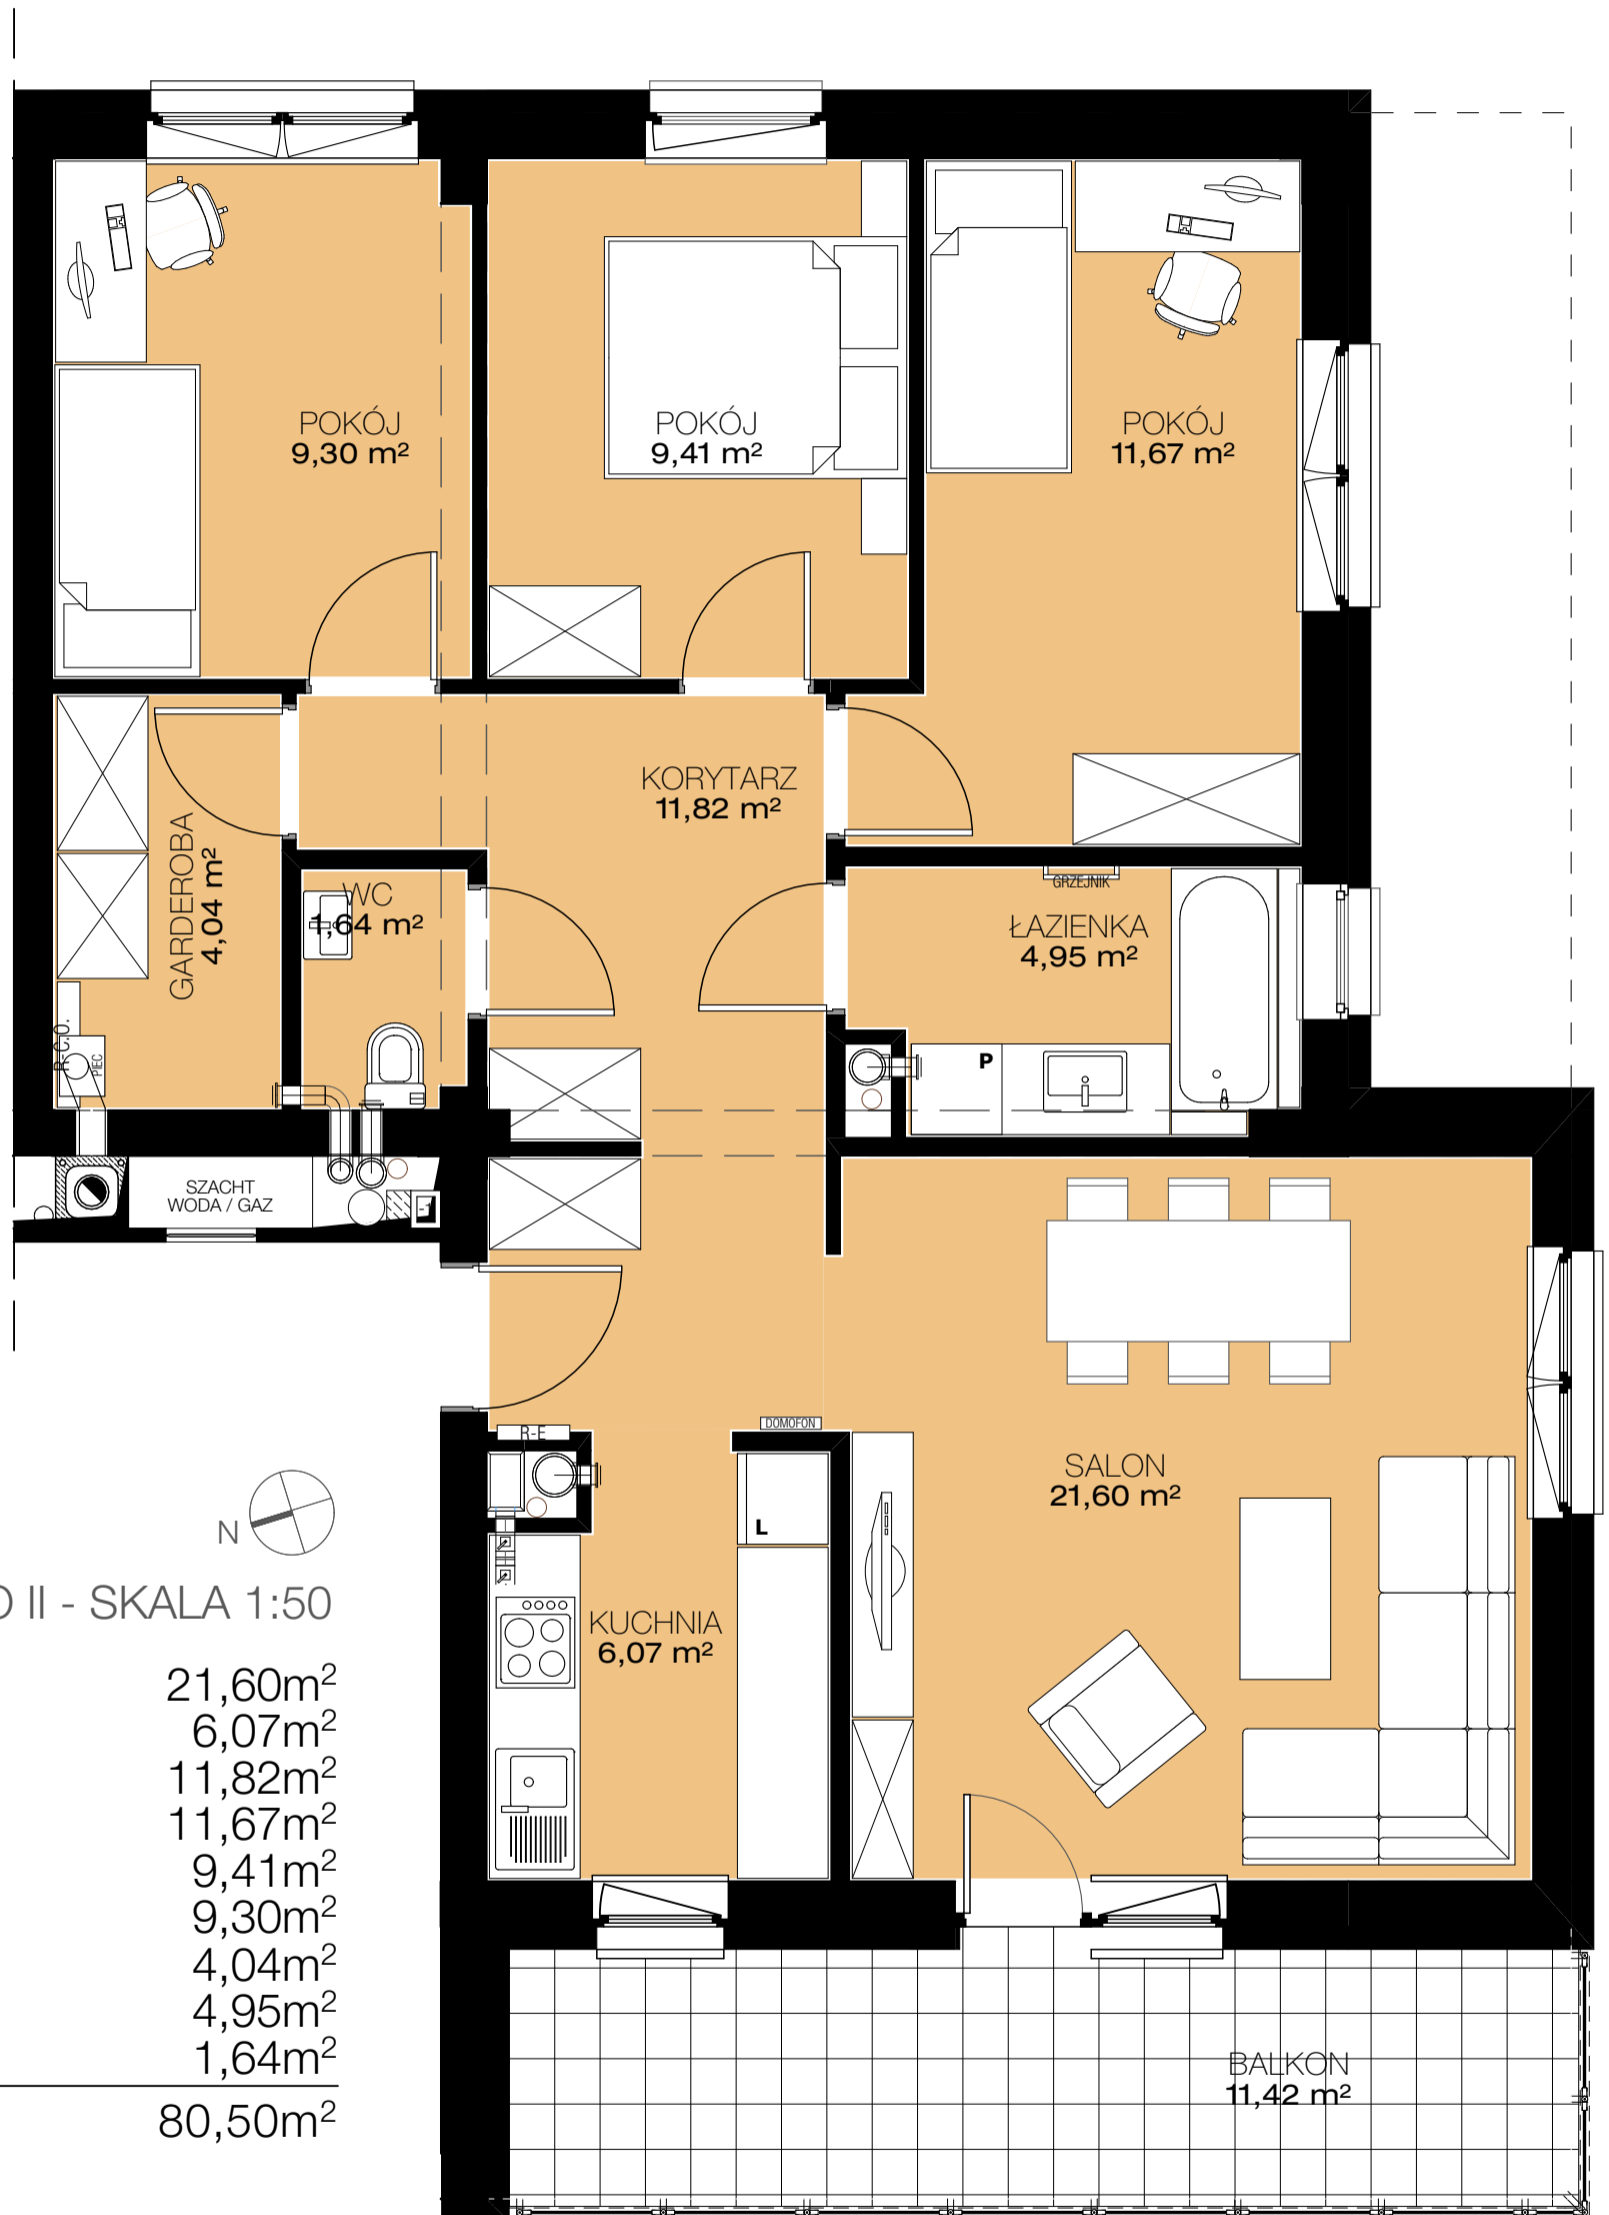 POKÓJ
9,30 m²
POKÓJ
9,41 m²
POKÓJ
11,67 m²
KORYTARZ
11,82 m²
GARDEROBA
4,04 m²
WC
1,64 m²
GRZEJNIK
ŁAZIENKA
4,95 m²
R-C.O.
PIEC
P
SZACHT
WODA / GAZ
DOMOFON
R-E
L
SALON
21,60 m²
KUCHNIA
6,07 m²
N
II - SKALA 1:50
21,60m²
6,07m²
11,82m²
11,67m²
9,41m²
9,30m²
4,04m²
4,95m²
1,64m²
80,50m²
BALKON
11,42 m²